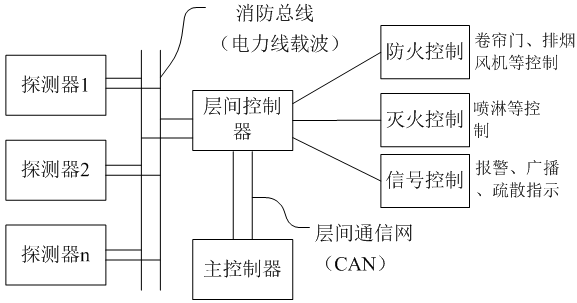 消防总线
（电力线载波）
探测器1
探测器2
探测器n
层间控制
器
主控制器
层间通信网
（CAN）
防火控制
卷帘门、排烟
风机等控制
灭火控制
喷淋等控
制
信号控制
报警、广播
、疏散指示